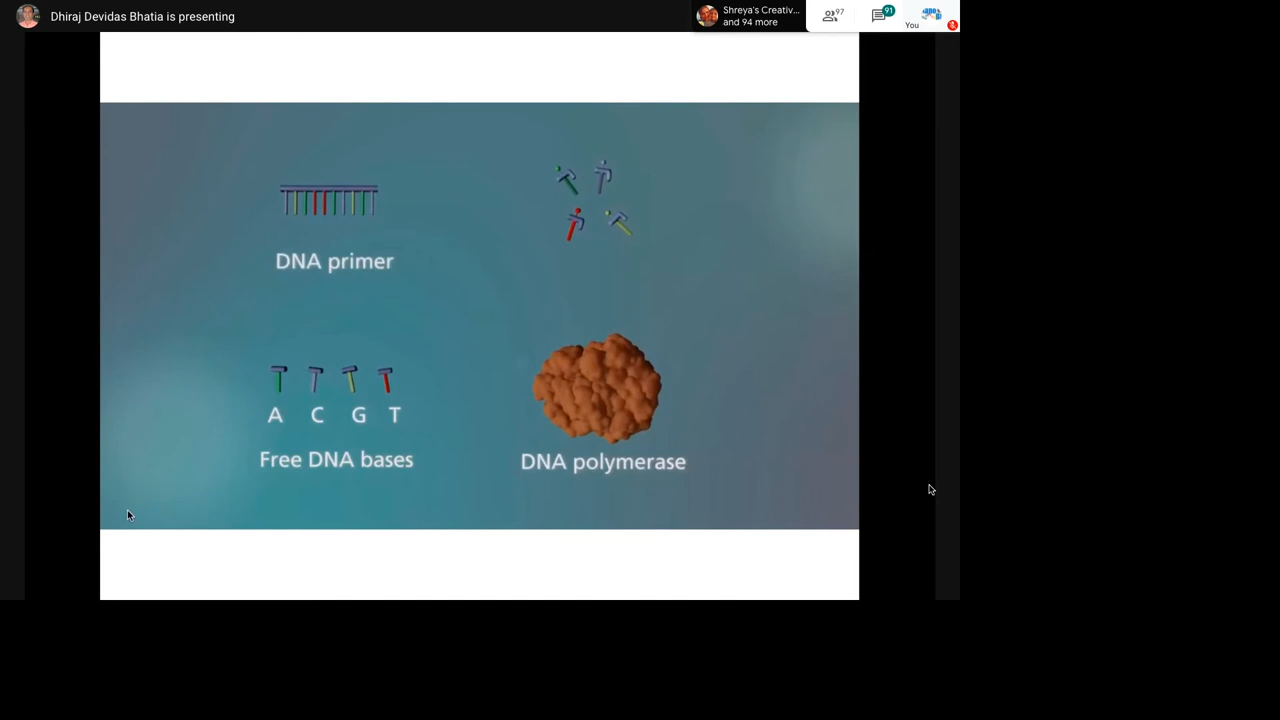 Dhiraj Devidas Bhatia is presenting
Shreya's Creativ...
and 94 more
97
91
You
DNA primer
A C G T
Free DNA bases
DNA polymerase